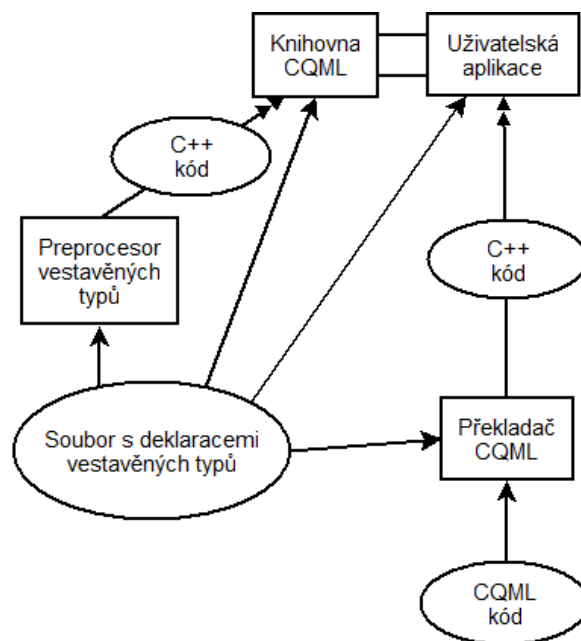 Knihovna
CQML
Uživatelská
aplikace
C++
kód
Preprocesor
vestavěných
typů
C++
kód
Soubor s deklaracemi
vestavěných typů
Překladač
CQML
CQML
kód